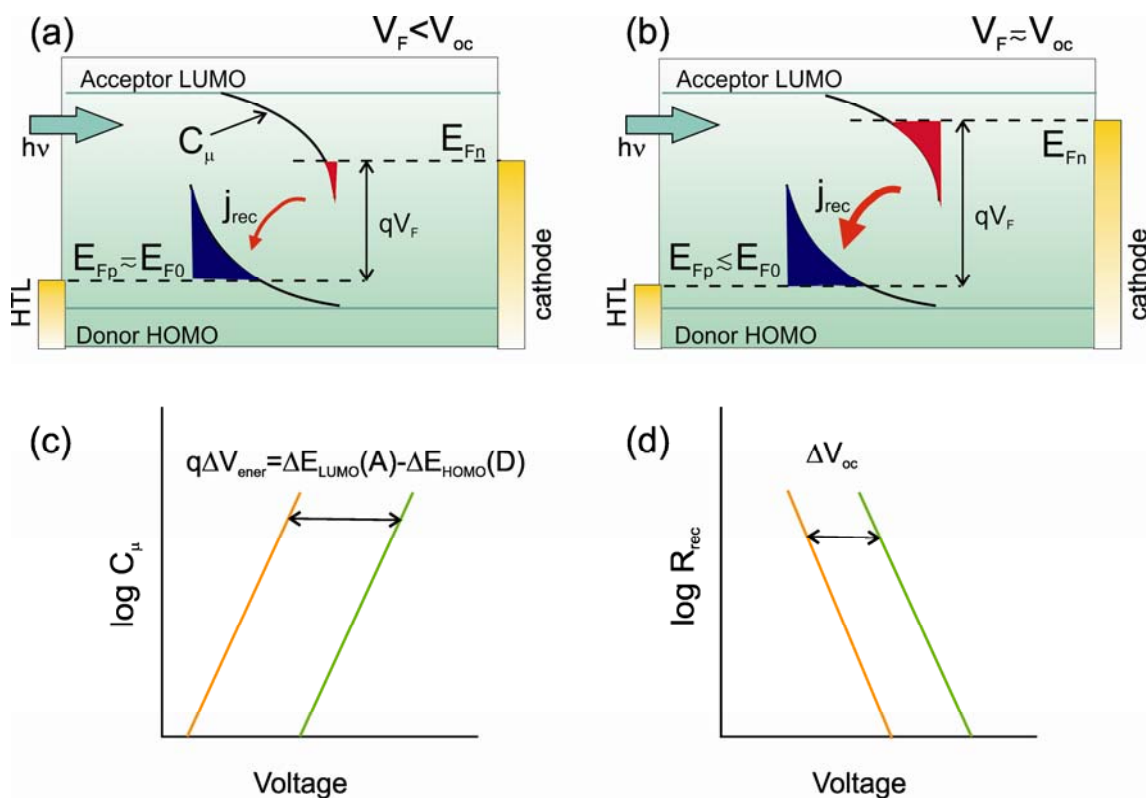 (a)
V_F<V_oc
Acceptor LUMO
hν
C_μ
E_Fn
j_rec
qV_F
E_Fp≂E_F0
HTL
cathode
Donor HOMO
(b)
V_F≂V_oc
Acceptor LUMO
hν
E_Fn
j_rec
qV_F
E_Fp≲E_F0
HTL
cathode
Donor HOMO
(c)
qΔV_ener=ΔE_LUMO(A)-ΔE_HOMO(D)
log C_μ
Voltage
(d)
ΔV_oc
log R_rec
Voltage